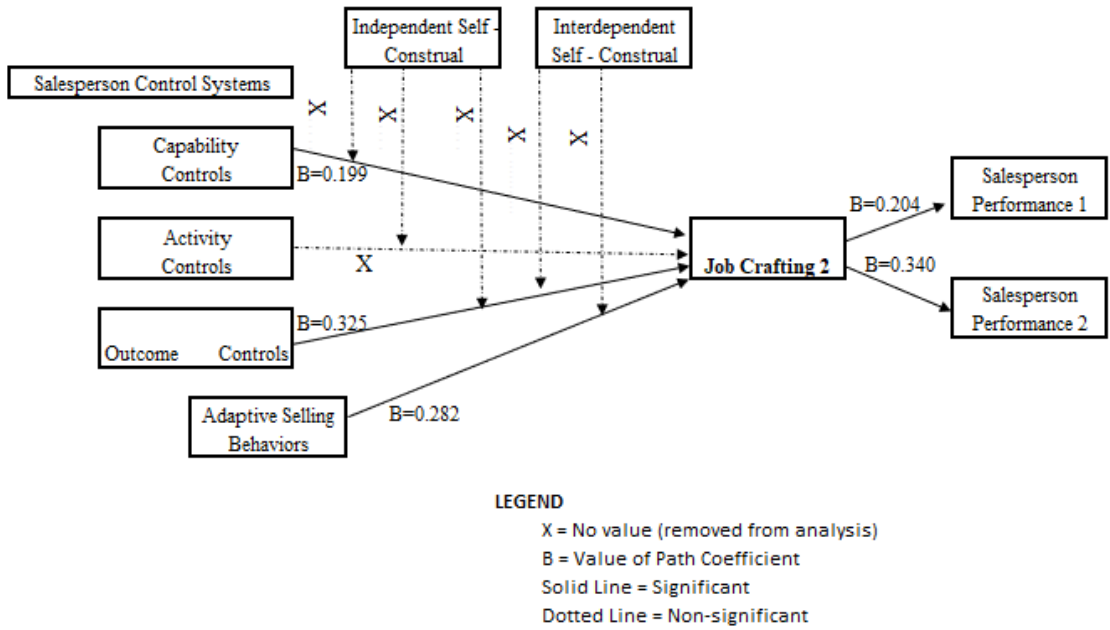 Independent Self -
Construal
Interdependent
Self - Construal
Salesperson Control Systems
X
X
X
X
X
Capability
Controls
B=0.199
Salesperson
Performance 1
B=0.204
Activity
Controls
X
Job Crafting 2
B=0.340
Salesperson
Performance 2
B=0.325
Outcome Controls
Adaptive Selling
Behaviors
B=0.282
LEGEND
X = No value (removed from analysis)
B = Value of Path Coefficient
Solid Line = Significant
Dotted Line = Non-significant